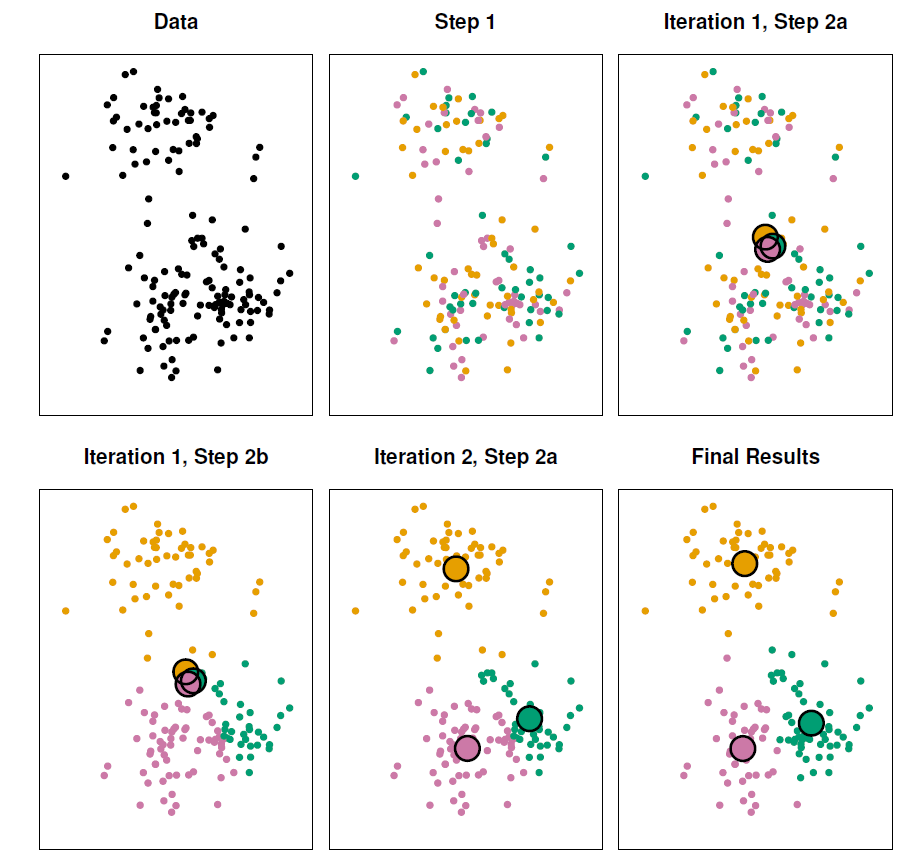 Data
Step 1
Iteration 1, Step 2a
Iteration 1, Step 2b
Iteration 2, Step 2a
Final Results